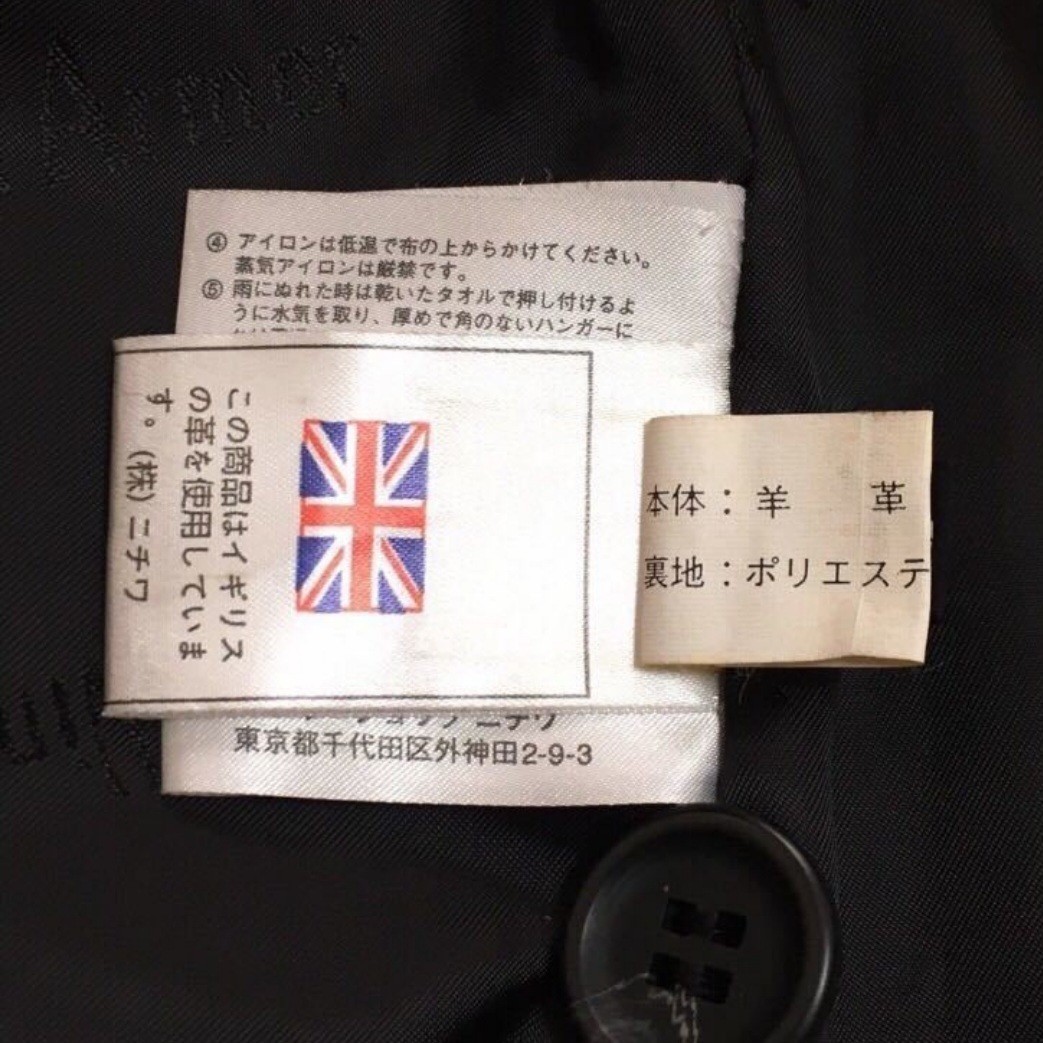 ④ アイロンは低温で布の上からかけてください。
蒸気アイロンは厳禁です。
⑤ 雨にぬれた時は乾いたタオルで押し付けるよ
うに水気を取り、厚めで角のないハンガーに
この商品はイギリス
の革を使用していま
す。(株)ニチワ
本体：羊 革
裏地：ポリエステ
ニチワ
東京都千代田区外神田2-9-3